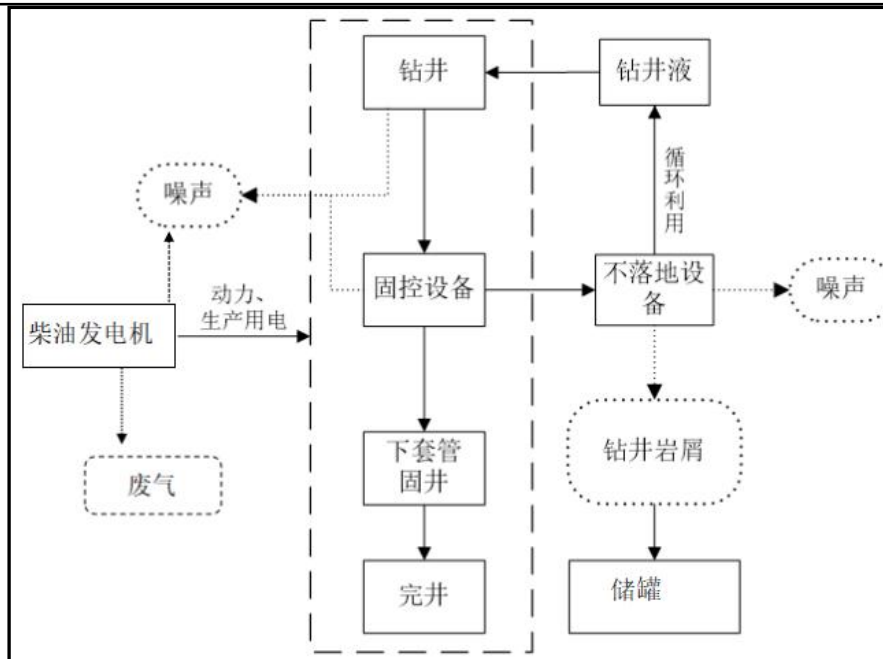 钻井
钻井液
噪声
循环利用
固控设备
不落地设
备
噪声
动力、
生产用电
柴油发电机
下套管
固井
钻井岩屑
废气
完井
储罐